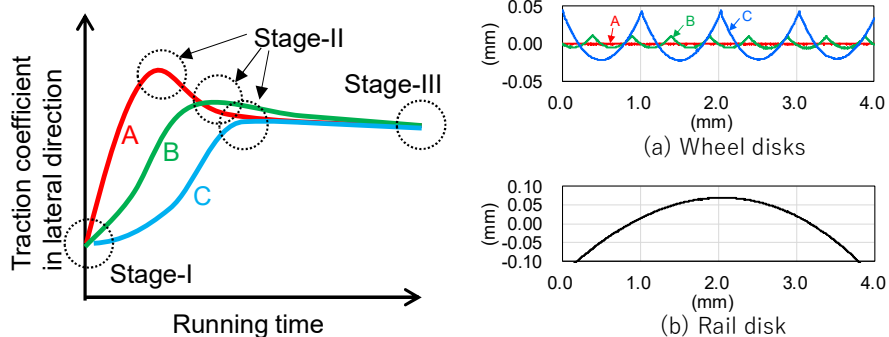 Traction coefficient
in lateral direction
Stage-II
Stage-III
A
B
C
Stage-I
Running time
(mm)
0.05
0.00
-0.05
A
B
C
0.0 1.0 2.0 3.0 4.0
(mm)
(a) Wheel disks
(mm)
0.10
0.05
0.00
-0.05
-0.10
0.0 1.0 2.0 3.0 4.0
(mm)
(b) Rail disk